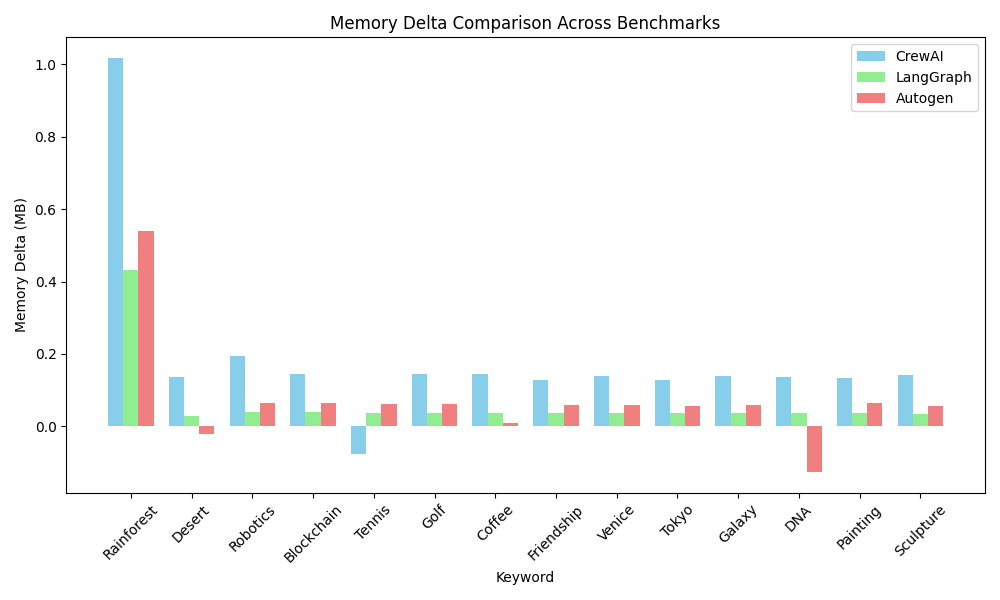 Memory Delta Comparison Across Benchmarks
CrewAI
LangGraph
Autogen
Memory Delta (MB)
1.0
0.8
0.6
0.4
0.2
0.0
Rainforest
Desert
Robotics
Blockchain
Tennis
Golf
Coffee
Friendship
Venice
Tokyo
Galaxy
DNA
Painting
Sculpture
Keyword